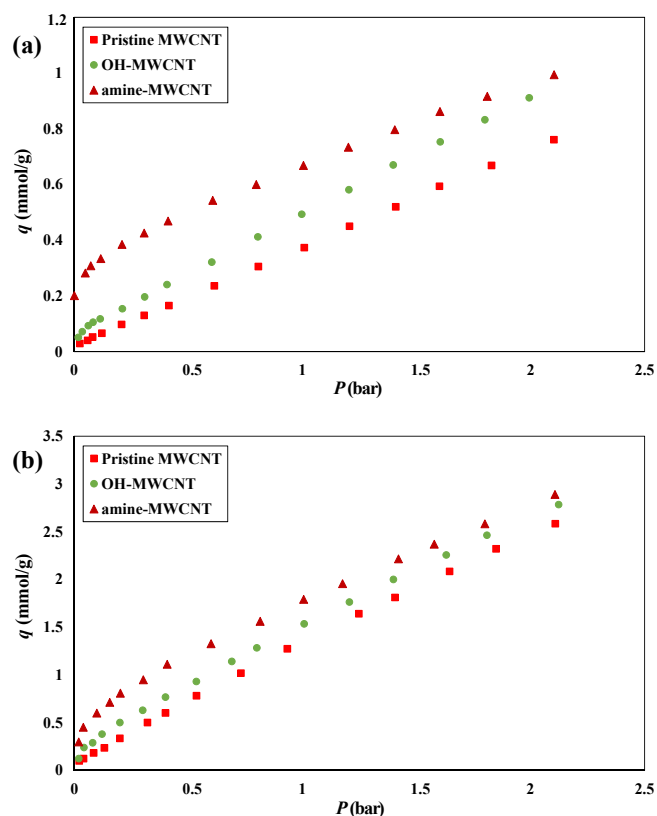 (a)
Pristine MWCNT
OH-MWCNT
amine-MWCNT
1.2
1
0.8
0.6
0.4
0.2
0
q (mmol/g)
0 0.5 1 1.5 2 2.5
P (bar)
(b)
Pristine MWCNT
OH-MWCNT
amine-MWCNT
3.5
3
2.5
2
1.5
1
0.5
0
q (mmol/g)
0 0.5 1 1.5 2 2.5
P (bar)